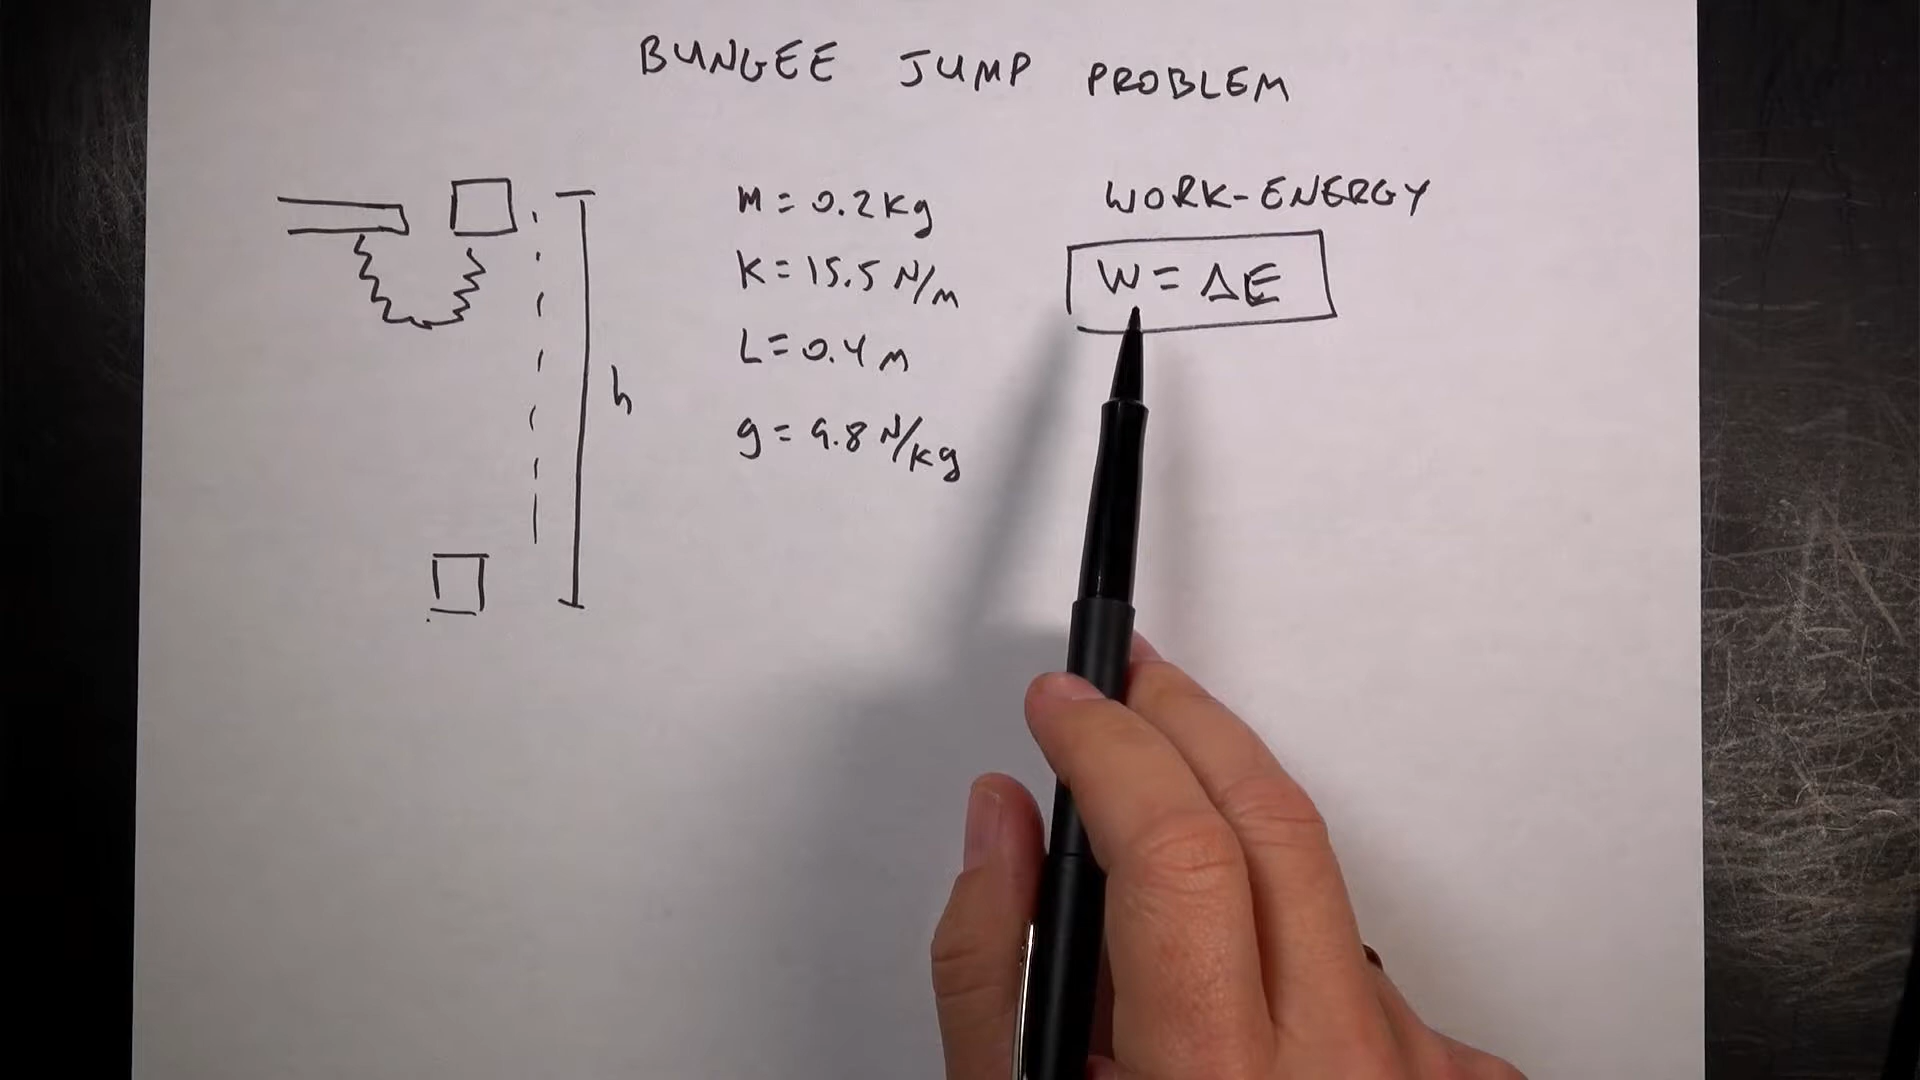 BUNGEE JUMP PROBLEM
h
m = 0.2 kg
K = 15.5 N/m
L = 0.4 m
g = 9.8 N/kg
WORK-ENERGY
W = ΔE